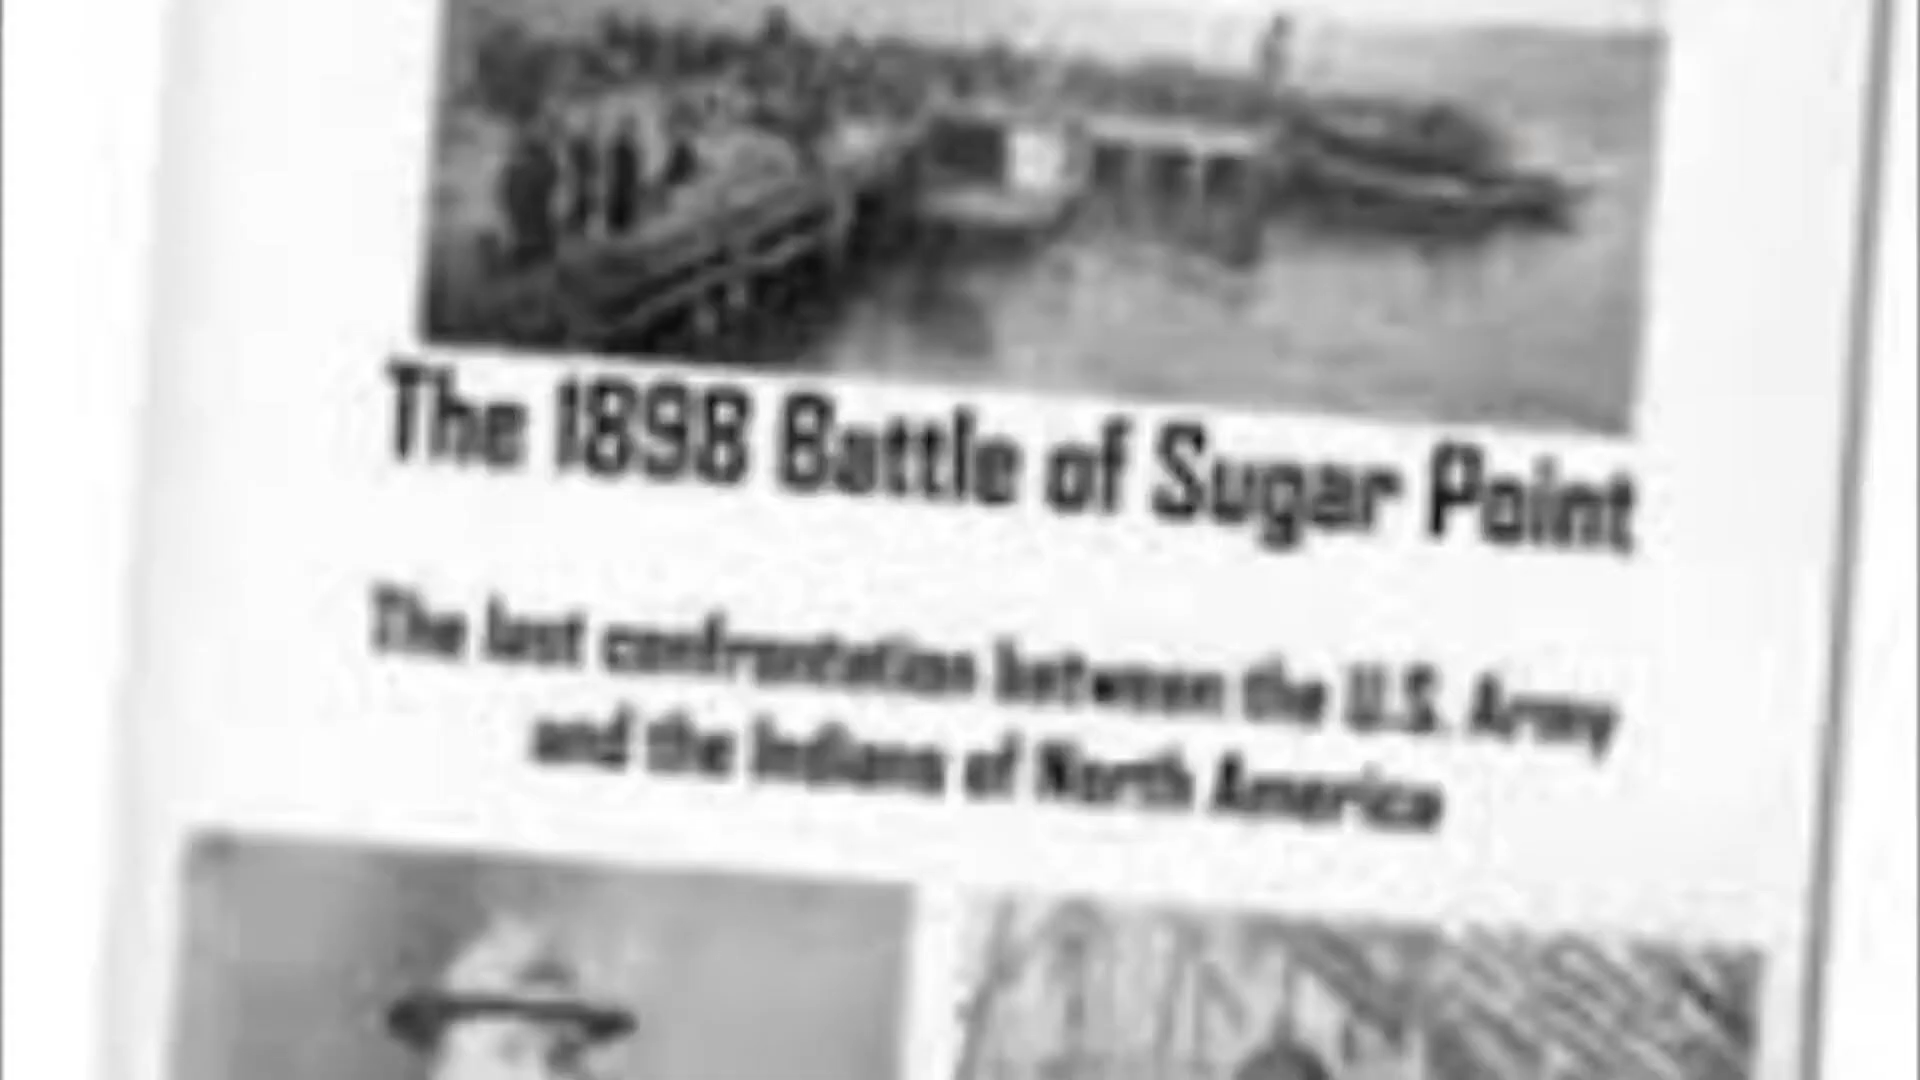 The 1898 Battle of Sugar Point
The last confrontation between the U.S. Army
and the Indians of North America